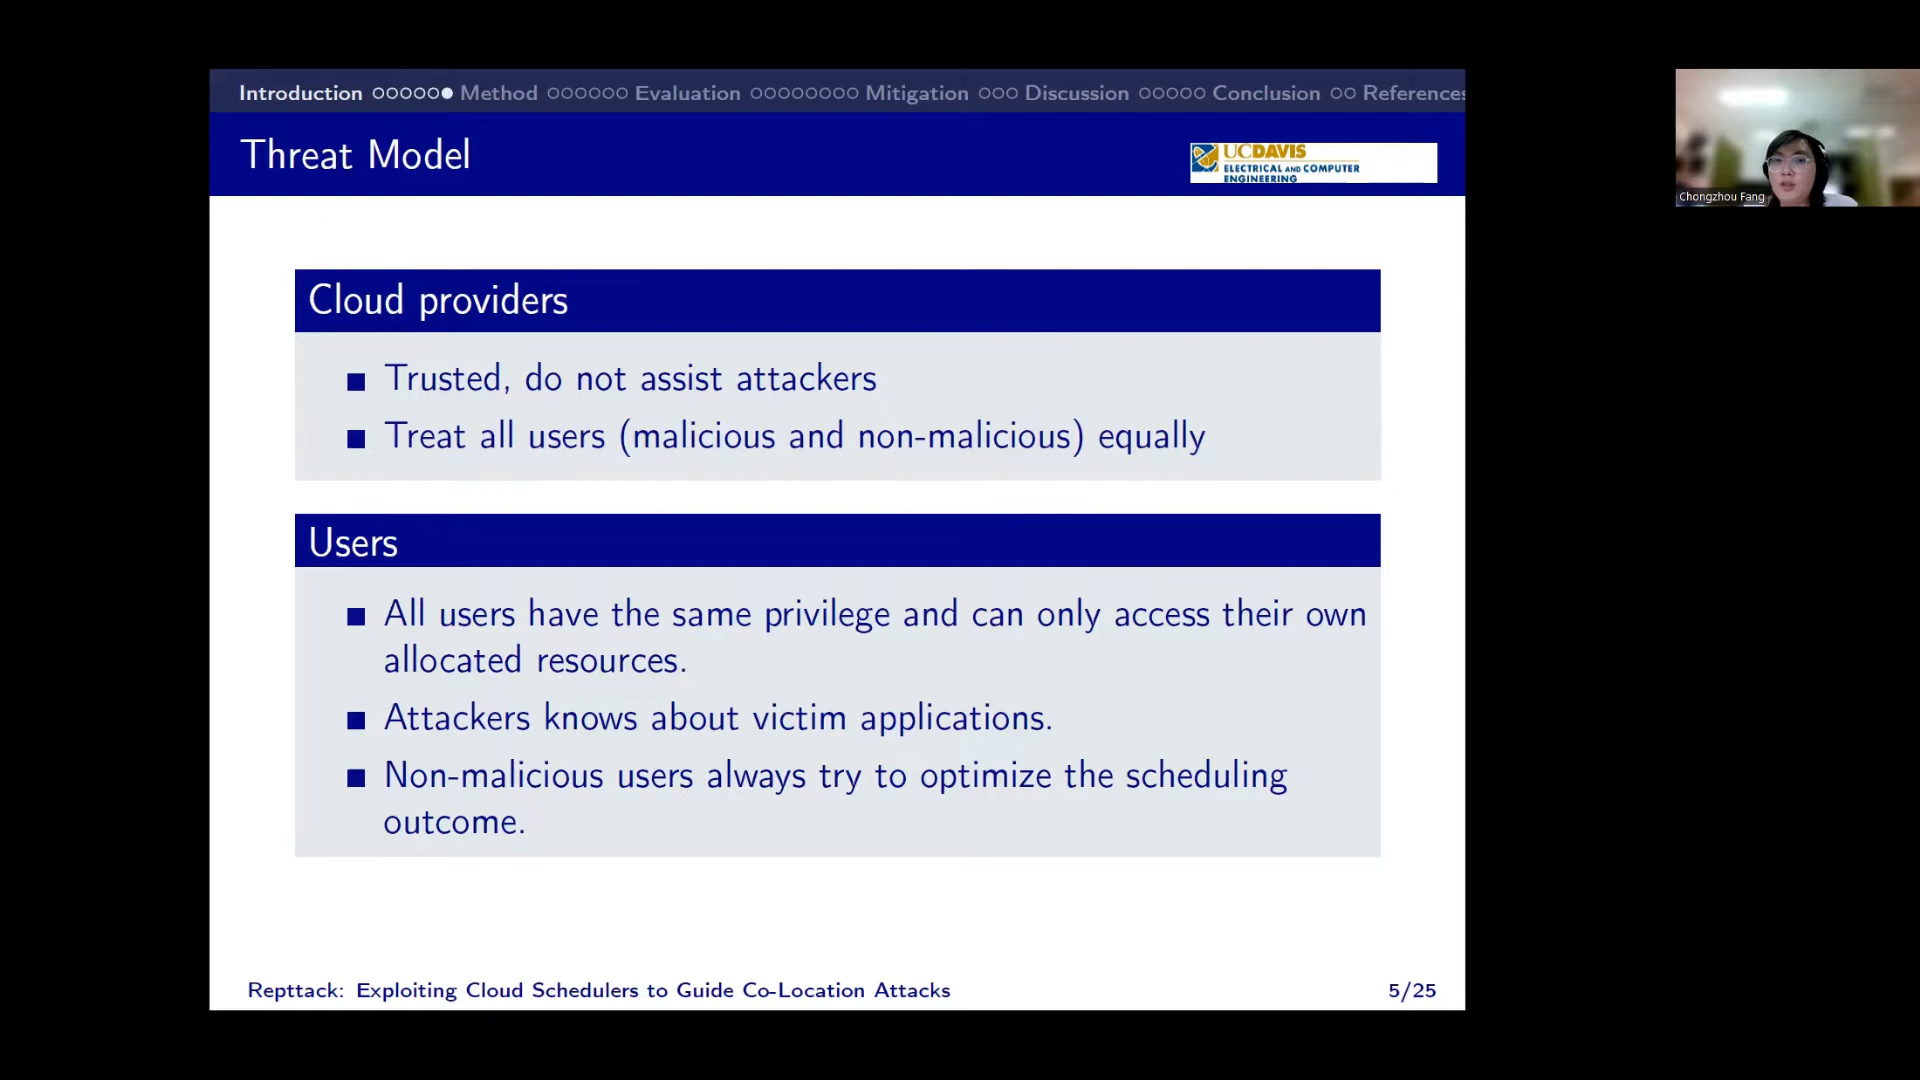 Introduction Method Evaluation Mitigation Discussion Conclusion References
Threat Model
UCDAVIS
ELECTRICAL AND COMPUTER
ENGINEERING
Chongzhou Fang
Cloud providers
Trusted, do not assist attackers
Treat all users (malicious and non-malicious) equally
Users
All users have the same privilege and can only access their own
allocated resources.
Attackers knows about victim applications.
Non-malicious users always try to optimize the scheduling
outcome.
Repttack: Exploiting Cloud Schedulers to Guide Co-Location Attacks 5/25